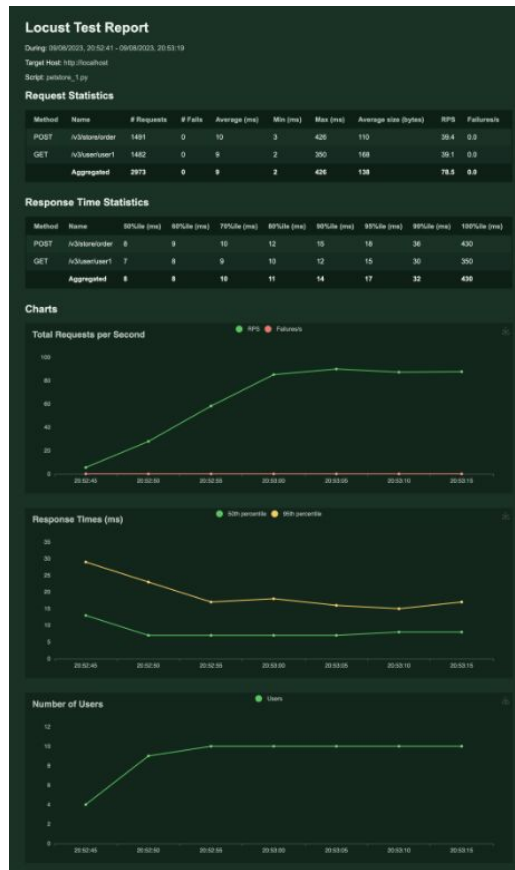 Locust Test Report
During: 09/08/2023, 20:52:41 - 09/08/2023, 20:53:19
Target Host: http://localhost
Script: petstore_1.py
Request Statistics
Method Name # Requests # Fails Average (ms) Min (ms) Max (ms) Average size (bytes) RPS Failures/s
POST /v3/store/order 1491 0 10 3 426 110 39.4 0.0
GET /v3/user/user1 1482 0 9 2 350 168 39.1 0.0
Aggregated 2973 0 9 2 426 138 78.5 0.0
Response Time Statistics
Method Name 50%ile (ms) 60%ile (ms) 70%ile (ms) 80%ile (ms) 90%ile (ms) 95%ile (ms) 99%ile (ms) 100%ile (ms)
POST /v3/store/order 8 9 10 12 15 18 36 430
GET /v3/user/user1 7 8 9 10 12 15 30 350
Aggregated 8 8 10 11 14 17 32 430
Charts
Total Requests per Second
RPS Failures/s
100
80
60
40
20
0
20:52:45 20:52:50 20:52:55 20:53:00 20:53:05 20:53:10 20:53:15
Response Times (ms)
50th percentile 95th percentile
35
30
25
20
15
10
5
0
20:52:45 20:52:50 20:52:55 20:53:00 20:53:05 20:53:10 20:53:15
Number of Users
Users
12
10
8
6
4
2
0
20:52:45 20:52:50 20:52:55 20:53:00 20:53:05 20:53:10 20:53:15